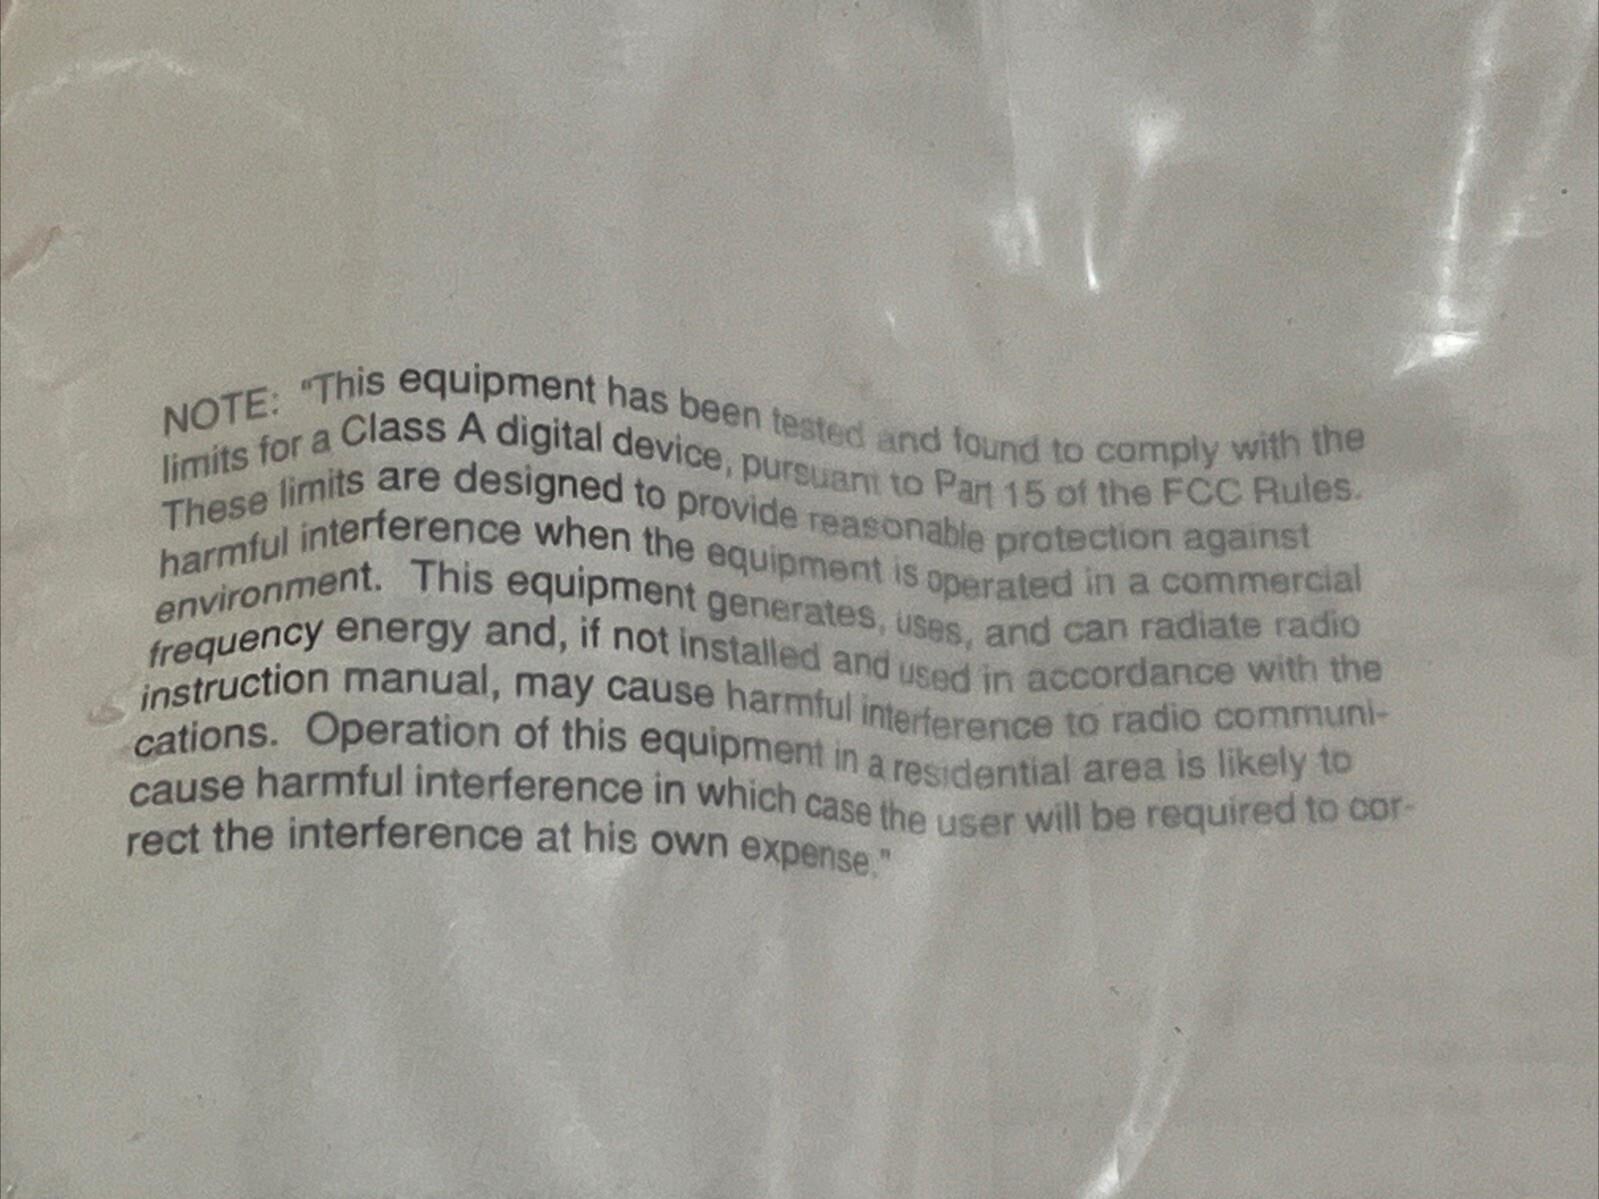 NOTE: "This equipment has been tested and found to comply with the
limits for a Class A digital device, pursuant to Part 15 of the FCC Rules.
These limits are designed to provide reasonable protection against
harmful interference when the equipment is operated in a commercial
environment. This equipment generates, uses, and can radiate radio
frequency energy and, if not installed and used in accordance with the
instruction manual, may cause harmful interference to radio communi-
cations. Operation of this equipment in a residential area is likely to
cause harmful interference in which case the user will be required to cor-
rect the interference at his own expense."